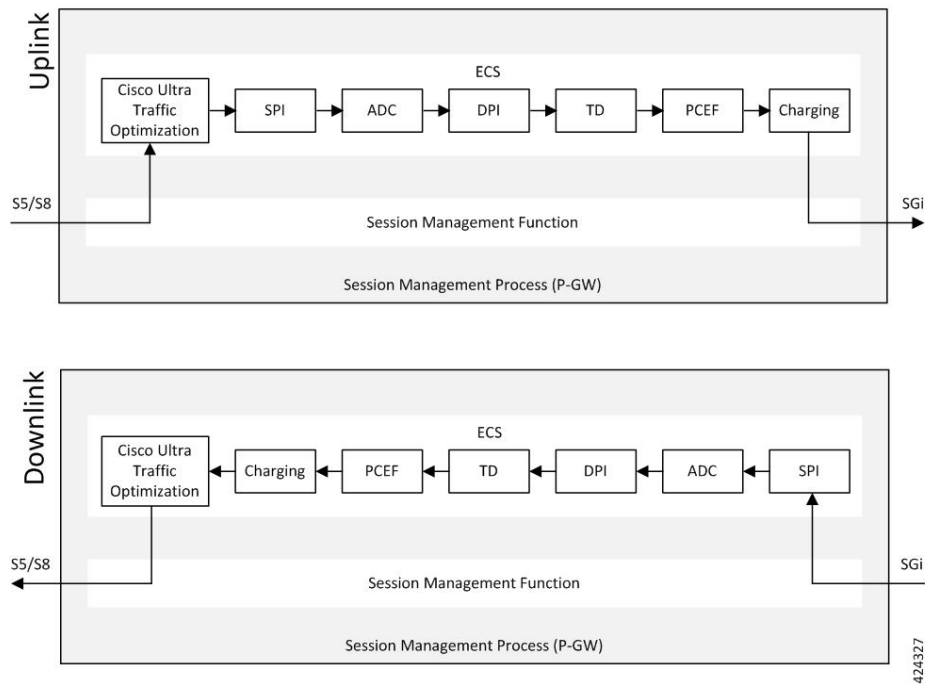 Uplink
ECS
Cisco Ultra
Traffic
Optimization
SPI
ADC
DPI
TD
PCEF
Charging
S5/S8
SGi
Session Management Function
Session Management Process (P-GW)
Downlink
ECS
Cisco Ultra
Traffic
Optimization
Charging
PCEF
TD
DPI
ADC
SPI
S5/S8
SGi
Session Management Function
Session Management Process (P-GW)
424327